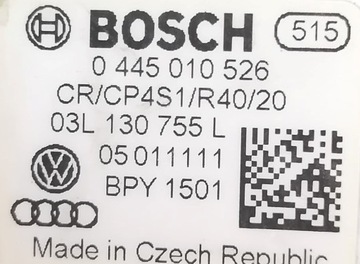 BOSCH 515
0 445 010 526
CR/CP4S1/R40/20
03L 130 755 L
05 011111
BPY 1501
Made in Czech Republic